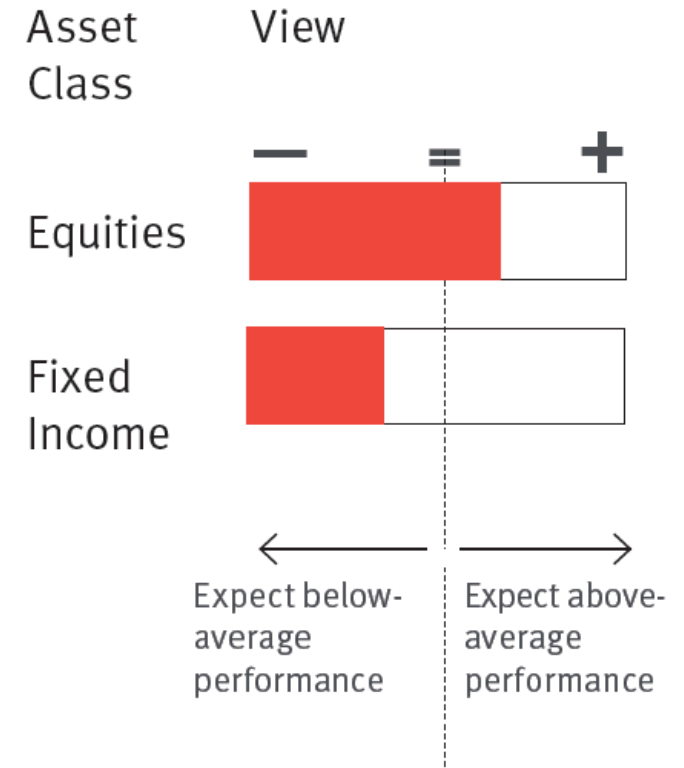 Asset View
Class
− = +
Equities
Fixed
Income
Expect below- Expect above-
average average
performance performance